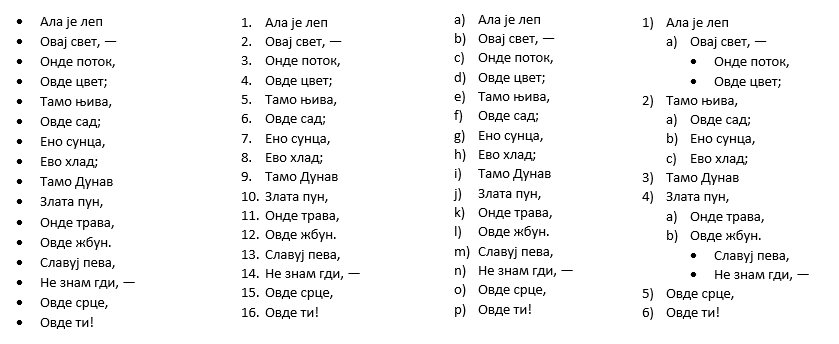 • Ала је леп
• Овај свет, —
• Онде поток,
• Овде цвет;
• Тамо њива,
• Овде сад;
• Ено сунца,
• Ево хлад;
• Тамо Дунав
• Злата пун,
• Онде трава,
• Овде жбун.
• Славуј пева,
• Не знам гди, —
• Овде срце,
• Овде ти!
1. Ала је леп
2. Овај свет, —
3. Онде поток,
4. Овде цвет;
5. Тамо њива,
6. Овде сад;
7. Ено сунца,
8. Ево хлад;
9. Тамо Дунав
10. Злата пун,
11. Онде трава,
12. Овде жбун.
13. Славуј пева,
14. Не знам гди, —
15. Овде срце,
16. Овде ти!
a) Ала је леп
b) Овај свет, —
c) Онде поток,
d) Овде цвет;
e) Тамо њива,
f) Овде сад;
g) Ено сунца,
h) Ево хлад;
i) Тамо Дунав
j) Злата пун,
k) Онде трава,
l) Овде жбун.
m) Славуј пева,
n) Не знам гди, —
o) Овде срце,
p) Овде ти!
1) Ала је леп
a) Овај свет, —
• Онде поток,
• Овде цвет;
2) Тамо њива,
a) Овде сад;
b) Ено сунца,
c) Ево хлад;
3) Тамо Дунав
4) Злата пун,
a) Онде трава,
b) Овде жбун.
• Славуј пева,
• Не знам гди, —
5) Овде срце,
6) Овде ти!